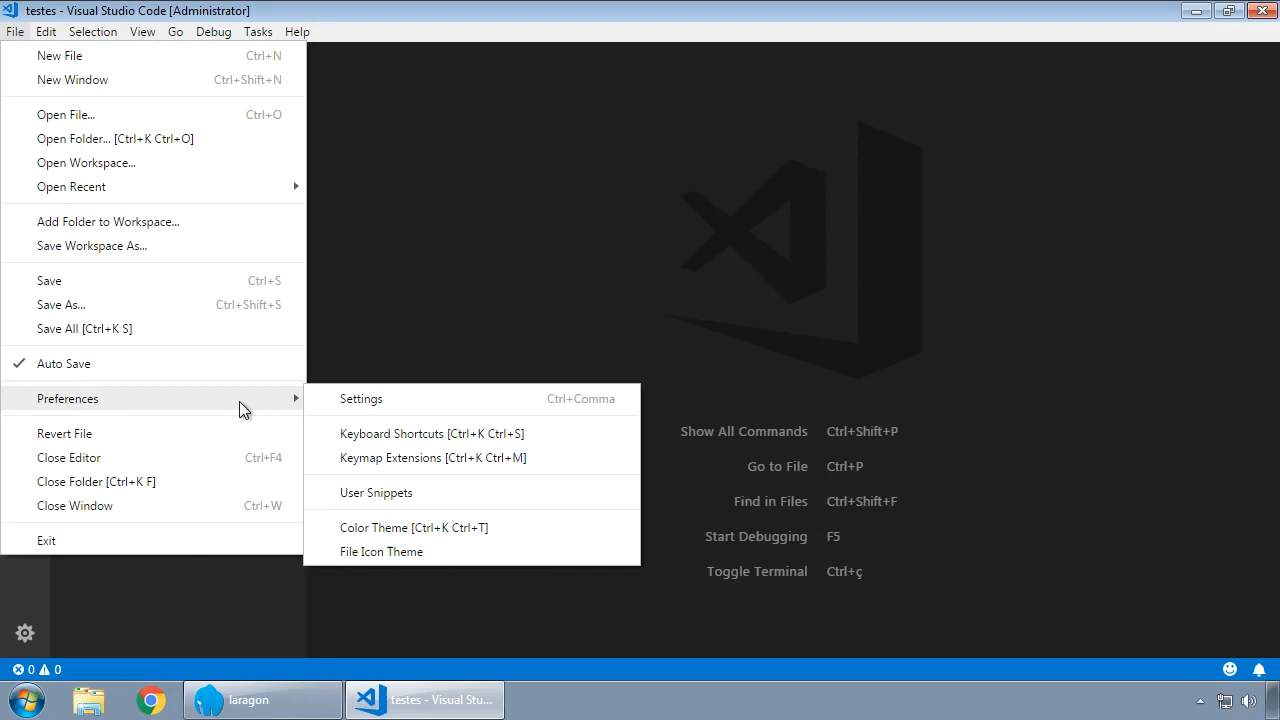 testes - Visual Studio Code [Administrator]
File Edit Selection View Go Debug Tasks Help
New File Ctrl+N
New Window Ctrl+Shift+N
Open File... Ctrl+O
Open Folder... [Ctrl+K Ctrl+O]
Open Workspace...
Open Recent
Add Folder to Workspace...
Save Workspace As...
Save Ctrl+S
Save As... Ctrl+Shift+S
Save All [Ctrl+K S]
Auto Save
Preferences
Revert File
Close Editor Ctrl+F4
Close Folder [Ctrl+K F]
Close Window Ctrl+W
Exit
Settings Ctrl+Comma
Keyboard Shortcuts [Ctrl+K Ctrl+S]
Keymap Extensions [Ctrl+K Ctrl+M]
User Snippets
Color Theme [Ctrl+K Ctrl+T]
File Icon Theme
Show All Commands Ctrl+Shift+P
Go to File Ctrl+P
Find in Files Ctrl+Shift+F
Start Debugging F5
Toggle Terminal Ctrl+ç
0 0
laragon
testes - Visual Stu...